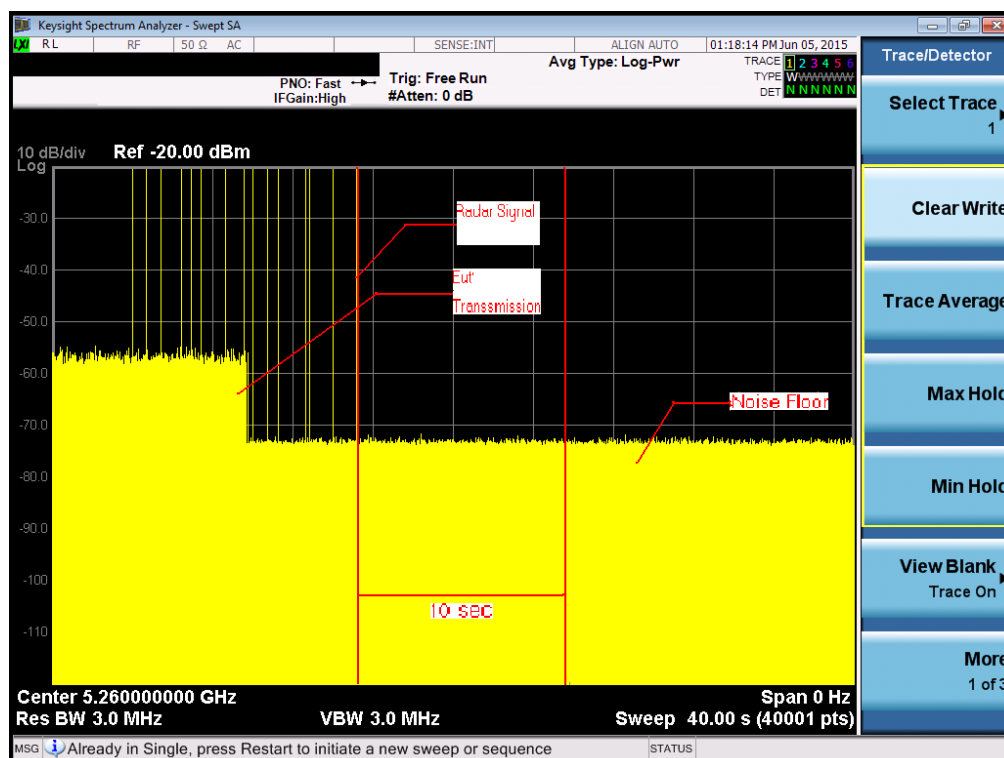 Keysight Spectrum Analyzer - Swept SA
LXI RL RF 50 Ω AC SENSE:INT ALIGN AUTO 01:18:14 PM Jun 05, 2015
Avg Type: Log-Pwr
TRACE 1 2 3 4 5 6
TYPE WWWWWW
DET N N N N N N
PNO: Fast
IFGain:High
Trig: Free Run
#Atten: 0 dB
10 dB/div
Log
Ref -20.00 dBm
-30.0
-40.0
-50.0
-60.0
-70.0
-80.0
-90.0
-100
-110
Radar Signal
Eut'
Transsmission
Noise Floor
10 sec
Center 5.260000000 GHz
Span 0 Hz
Res BW 3.0 MHz
VBW 3.0 MHz
Sweep 40.00 s (40001 pts)
MSG Already in Single, press Restart to initiate a new sweep or sequence STATUS
Trace/Detector
Select Trace
1
Clear Write
Trace Average
Max Hold
Min Hold
View Blank
Trace On
More
1 of 3